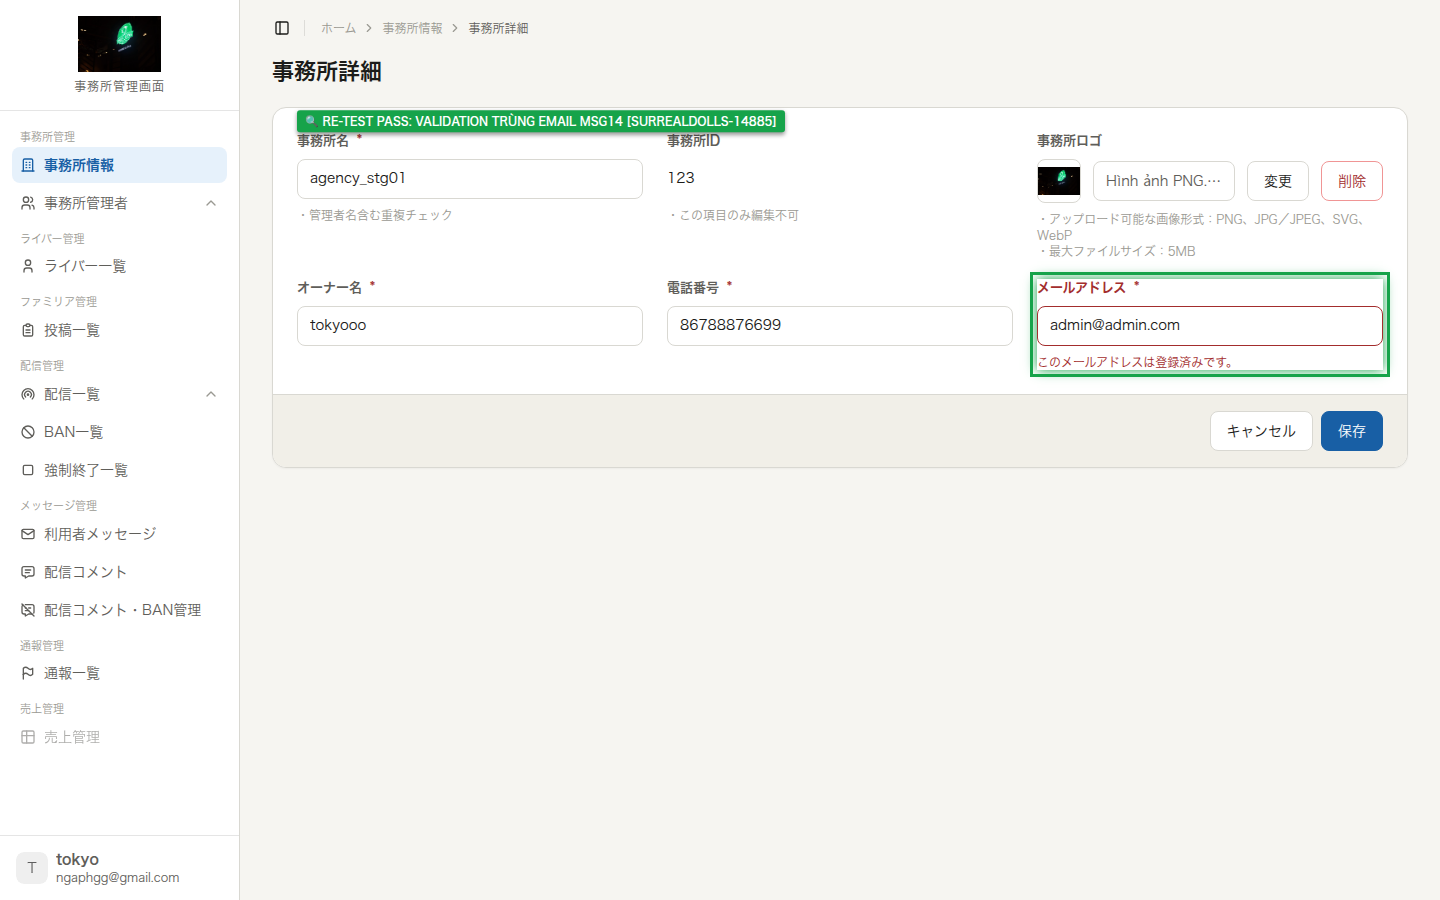 事務所管理画面
事務所管理
事務所情報
事務所管理者
ライバー管理
ライバー一覧
ファミリア管理
投稿一覧
配信管理
配信一覧
BAN一覧
強制終了一覧
メッセージ管理
利用者メッセージ
配信コメント
配信コメント・BAN管理
通報管理
通報一覧
売上管理
売上管理
T
tokyo
ngaphgg@gmail.com
ホーム > 事務所情報 > 事務所詳細
事務所詳細
RE-TEST PASS: VALIDATION TRÙNG EMAIL MSG14 [SURREALDOLLS-14885]
事務所名 *
agency_stg01
・管理者名含む重複チェック
事務所ID
123
・この項目のみ編集不可
事務所ロゴ
Hình ảnh PNG.…
変更
削除
・アップロード可能な画像形式：PNG、JPG／JPEG、SVG、
WebP
・最大ファイルサイズ：5MB
オーナー名 *
tokyooo
電話番号 *
86788876699
メールアドレス *
admin@admin.com
このメールアドレスは登録済みです。
キャンセル
保存